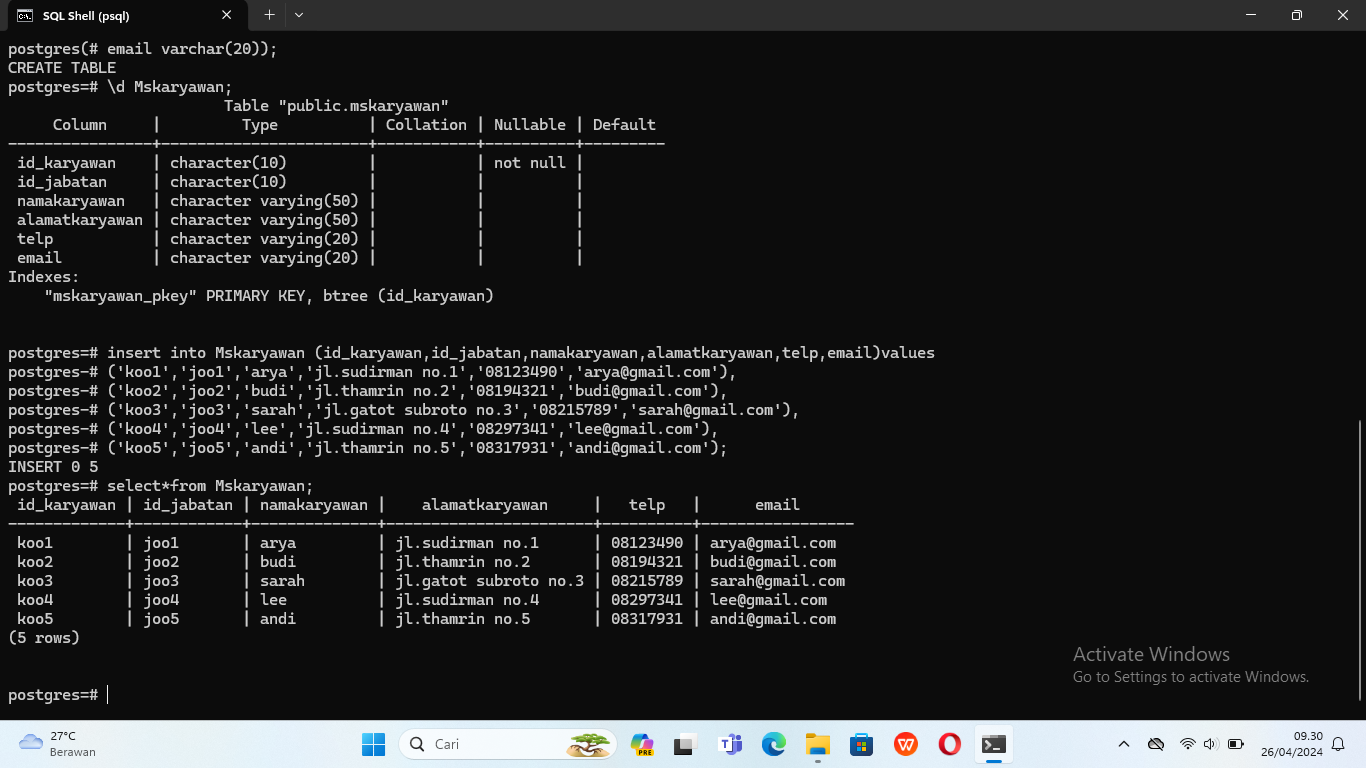 SQL Shell (psql)
postgres(# email varchar(20));
CREATE TABLE
postgres=# \d Mskaryawan;
                        Table "public.mskaryawan"
     Column     |         Type          | Collation | Nullable | Default
----------------+-----------------------+-----------+----------+---------
 id_karyawan    | character(10)         |           | not null |
 id_jabatan     | character(10)         |           |          |
 namakaryawan   | character varying(50) |           |          |
 alamatkaryawan | character varying(50) |           |          |
 telp           | character varying(20) |           |          |
 email          | character varying(20) |           |          |
Indexes:
    "mskaryawan_pkey" PRIMARY KEY, btree (id_karyawan)
postgres=# insert into Mskaryawan (id_karyawan,id_jabatan,namakaryawan,alamatkaryawan,telp,email)values
postgres-# ('koo1','joo1','arya','jl.sudirman no.1','08123490','arya@gmail.com'),
postgres-# ('koo2','joo2','budi','jl.thamrin no.2','08194321','budi@gmail.com'),
postgres-# ('koo3','joo3','sarah','jl.gatot subroto no.3','08215789','sarah@gmail.com'),
postgres-# ('koo4','joo4','lee','jl.sudirman no.4','08297341','lee@gmail.com'),
postgres-# ('koo5','joo5','andi','jl.thamrin no.5','08317931','andi@gmail.com');
INSERT 0 5
postgres=# select*from Mskaryawan;
 id_karyawan | id_jabatan | namakaryawan |    alamatkaryawan     |   telp   |      email
-------------+------------+--------------+-----------------------+----------+-----------------
 koo1        | joo1       | arya         | jl.sudirman no.1      | 08123490 | arya@gmail.com
 koo2        | joo2       | budi         | jl.thamrin no.2       | 08194321 | budi@gmail.com
 koo3        | joo3       | sarah        | jl.gatot subroto no.3 | 08215789 | sarah@gmail.com
 koo4        | joo4       | lee          | jl.sudirman no.4      | 08297341 | lee@gmail.com
 koo5        | joo5       | andi         | jl.thamrin no.5       | 08317931 | andi@gmail.com
(5 rows)
postgres=#
Activate Windows
Go to Settings to activate Windows.
27°C
Berawan
Cari
PRE
09.30
26/04/2024